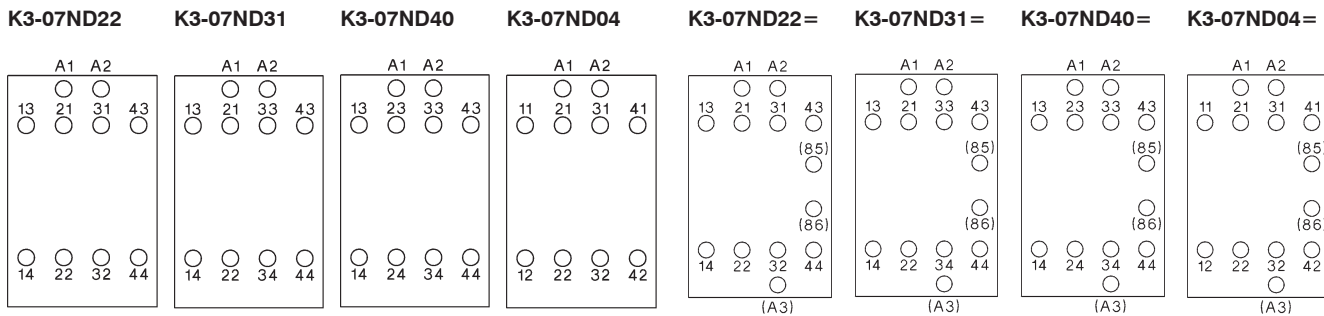 K3-07ND22 K3-07ND31 K3-07ND40 K3-07ND04 K3-07ND22= K3-07ND31= K3-07ND40= K3-07ND04=
A1 A2 A1 A2 A1 A2 A1 A2 A1 A2 A1 A2 A1 A2 A1 A2
13 21 31 43 13 21 33 43 13 23 33 43 11 21 31 41 13 21 31 43 13 21 33 43 13 23 33 43 11 21 31 41
(85) (85) (85) (85)
(86) (86) (86) (86)
14 22 32 44 14 22 34 44 14 24 34 44 12 22 32 42 14 22 32 44 14 22 34 44 14 24 34 44 12 22 32 42
(A3) (A3) (A3) (A3)